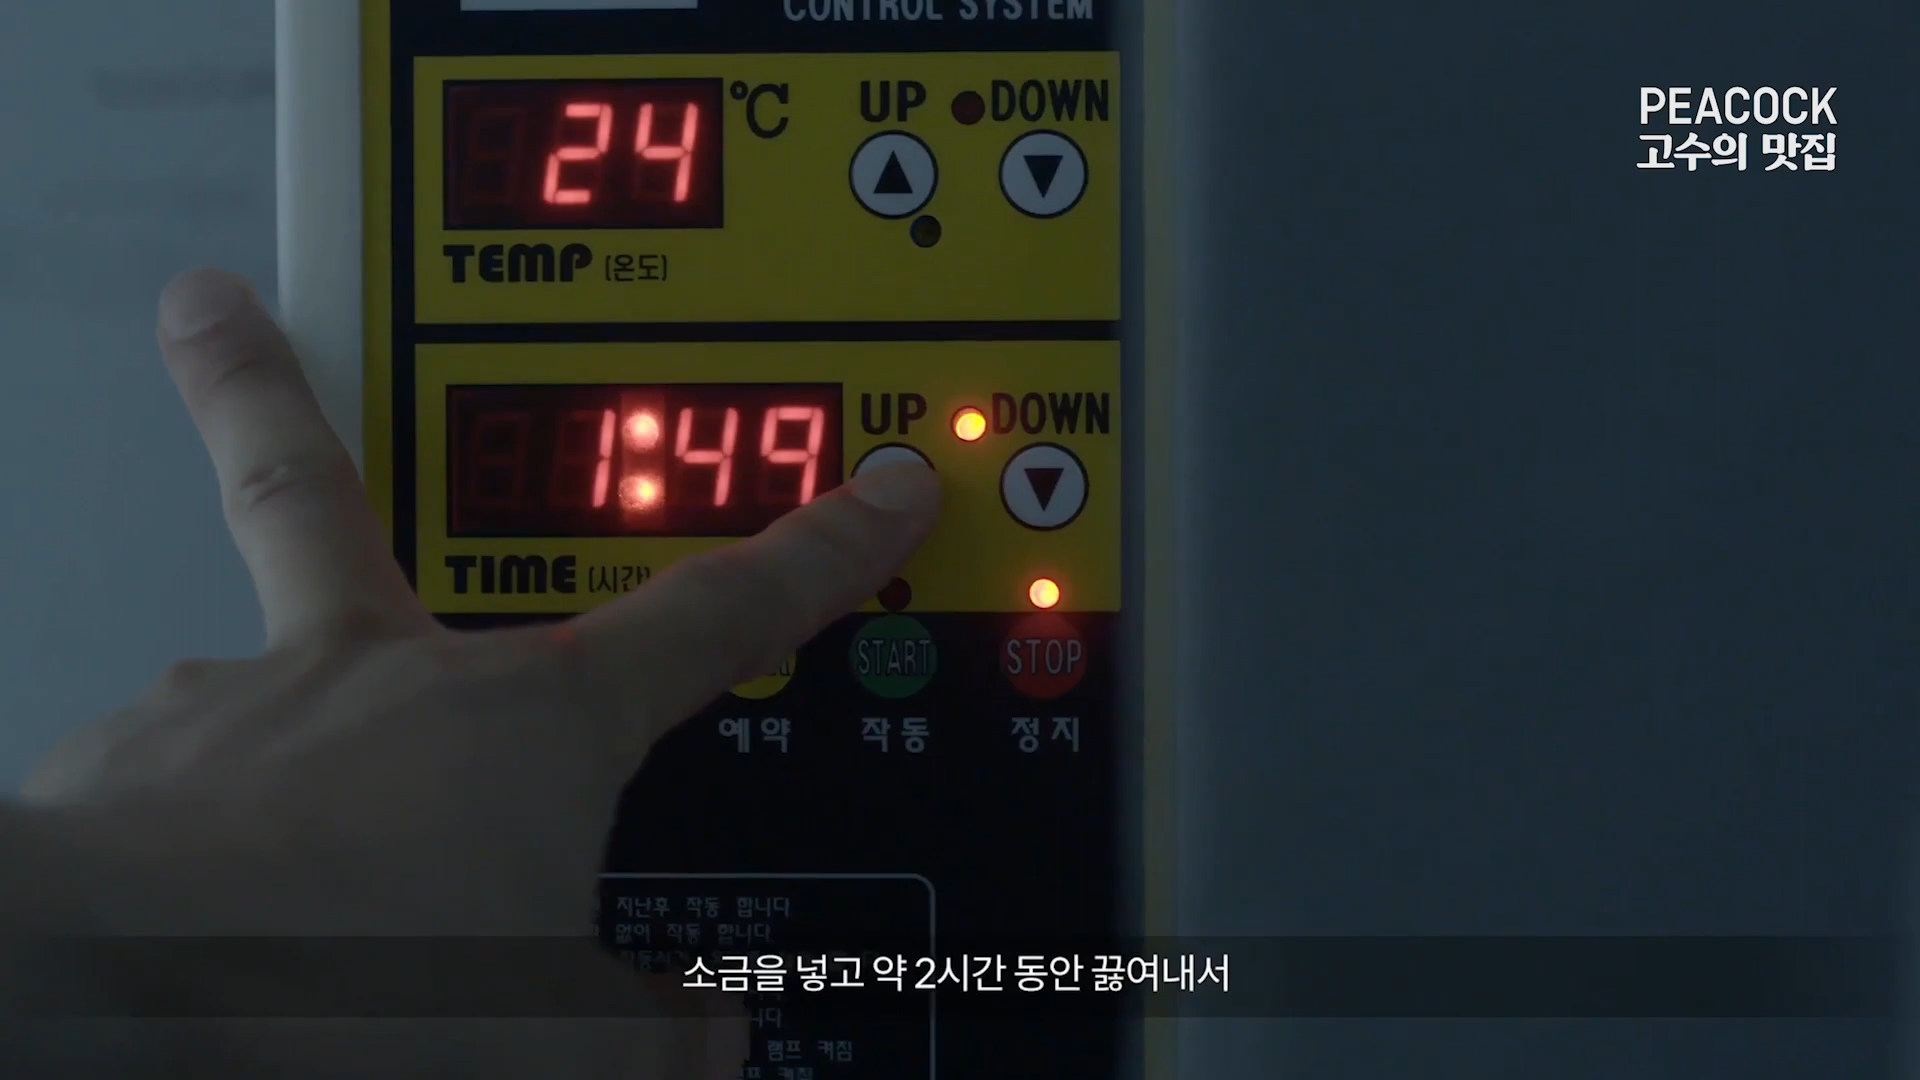 CONTROL SYSTEM
24 °C
UP DOWN
TEMP (온도)
PEACOCK
고수의 맛집
1:49
UP DOWN
TIME (시간)
START STOP
예약 작동 정지
지난후 작동 합니다
없이 작동 합니다
소금을 넣고 약 2시간 동안 끓여내서
램프 켜짐